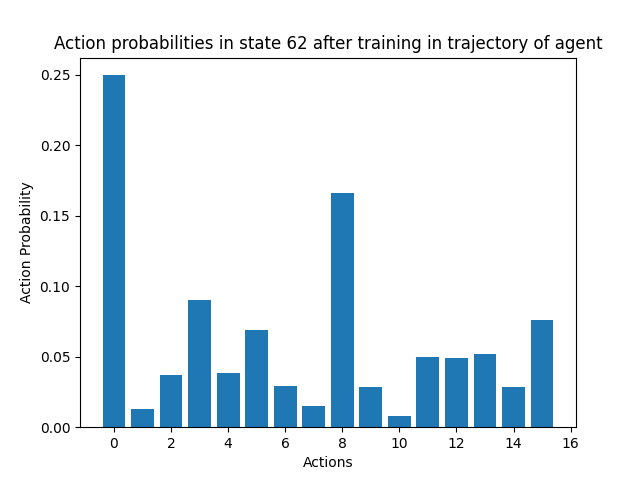 Action probabilities in state 62 after training in trajectory of agent
0.25
0.20
0.15
0.10
0.05
0.00
Action Probability
0 2 4 6 8 10 12 14 16
Actions